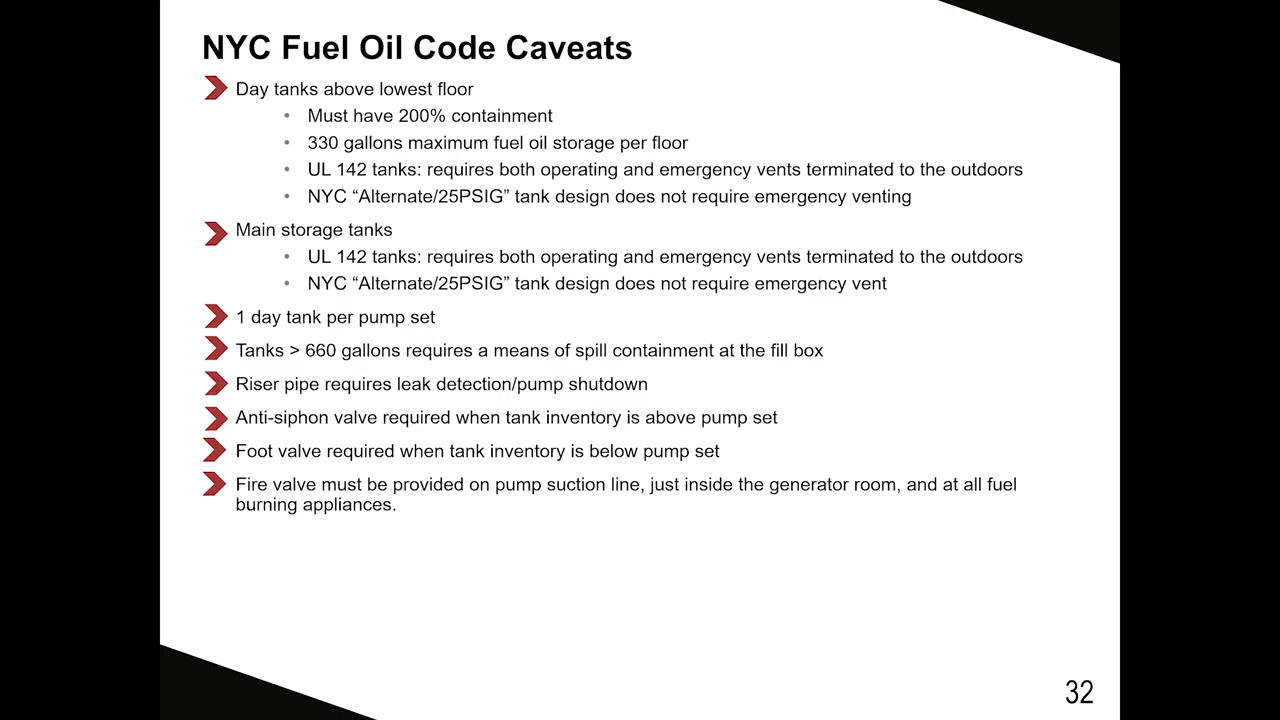 NYC Fuel Oil Code Caveats
Day tanks above lowest floor
• Must have 200% containment
• 330 gallons maximum fuel oil storage per floor
• UL 142 tanks: requires both operating and emergency vents terminated to the outdoors
• NYC “Alternate/25PSIG” tank design does not require emergency venting
Main storage tanks
• UL 142 tanks: requires both operating and emergency vents terminated to the outdoors
• NYC “Alternate/25PSIG” tank design does not require emergency vent
1 day tank per pump set
Tanks > 660 gallons requires a means of spill containment at the fill box
Riser pipe requires leak detection/pump shutdown
Anti-siphon valve required when tank inventory is above pump set
Foot valve required when tank inventory is below pump set
Fire valve must be provided on pump suction line, just inside the generator room, and at all fuel
burning appliances.
32